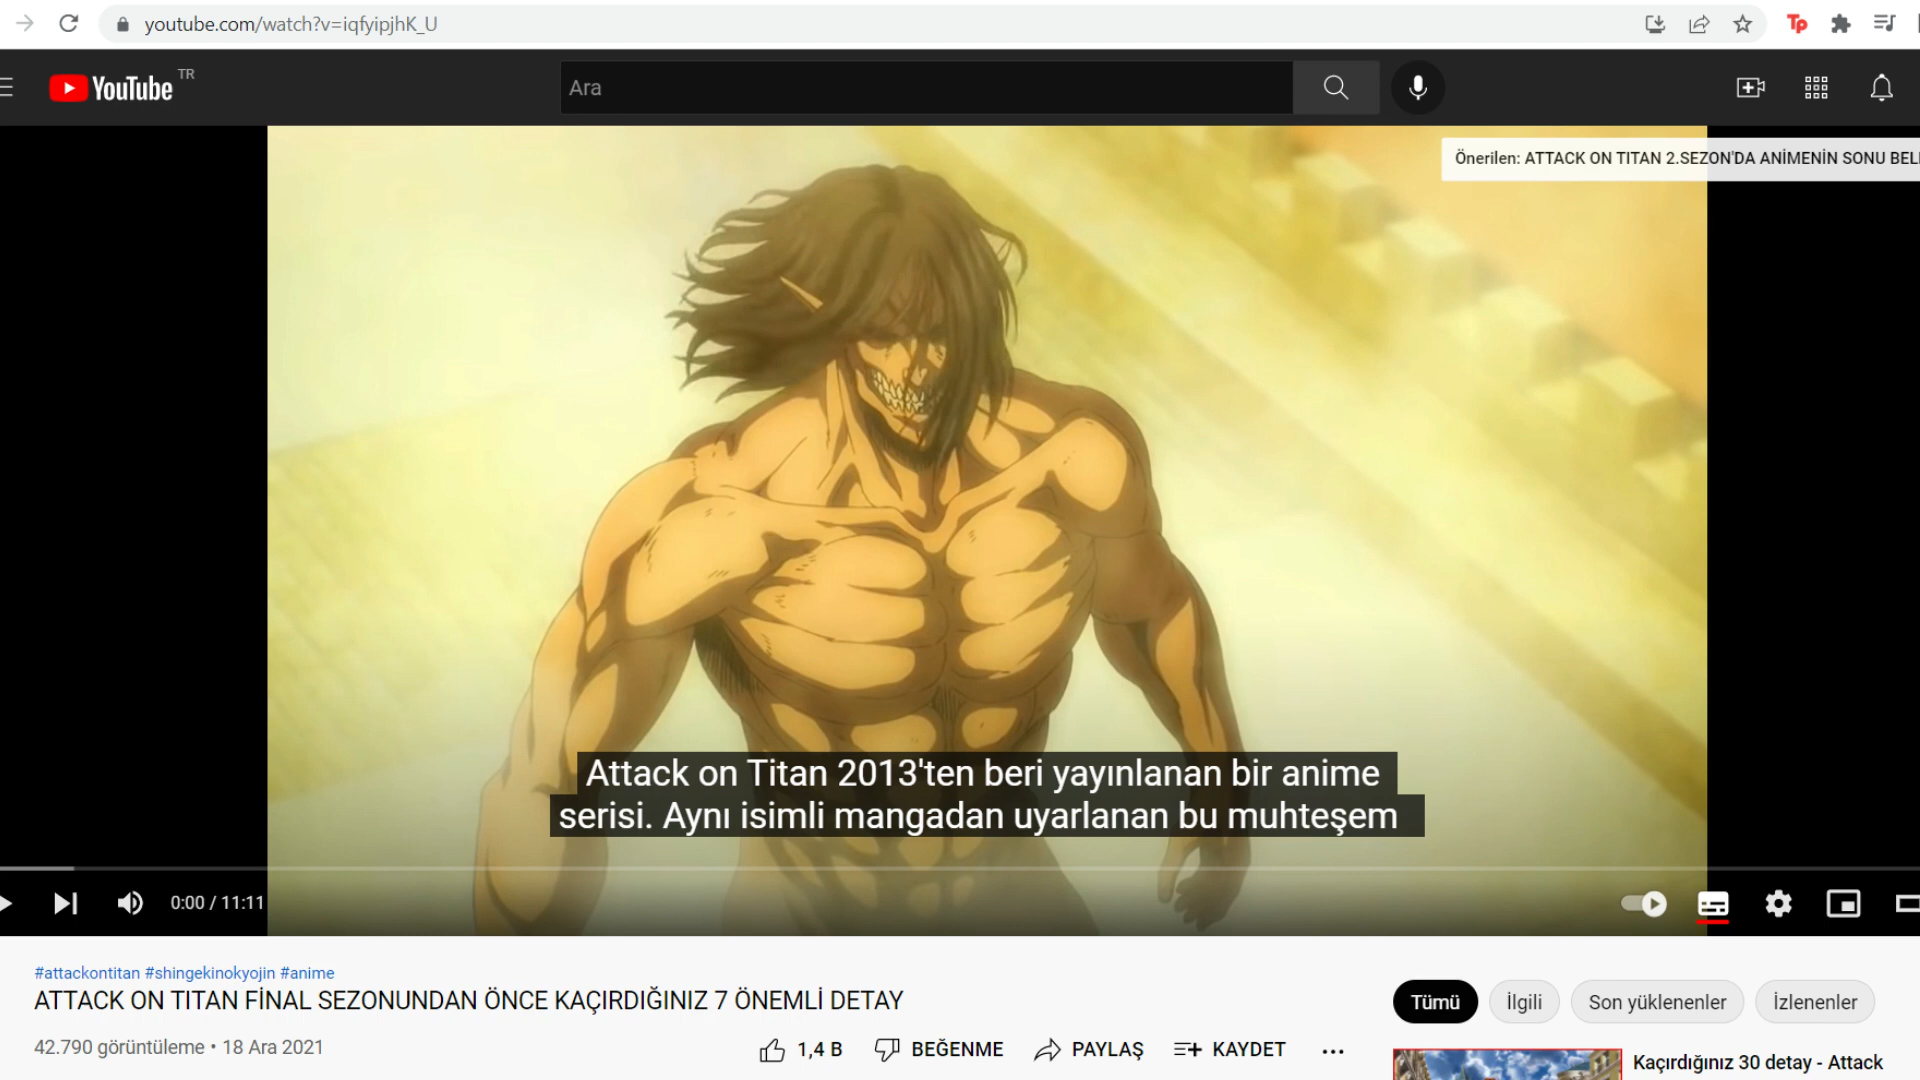 youtube.com/watch?v=iqfyipjhK_U
Tp
YouTube TR
Ara
Önerilen: ATTACK ON TITAN 2.SEZON'DA ANİMENİN SONU BELİ
Attack on Titan 2013'ten beri yayınlanan bir anime
serisi. Aynı isimli mangadan uyarlanan bu muhteşem
0:00 / 11:11
#attackontitan #shingekinokyojin #anime
ATTACK ON TITAN FİNAL SEZONUNDAN ÖNCE KAÇIRDIĞINIZ 7 ÖNEMLİ DETAY
42.790 görüntüleme • 18 Ara 2021
1,4 B
BEĞENME
PAYLAŞ
KAYDET
Tümü
İlgili
Son yüklenenler
İzlenenler
Kaçırdığınız 30 detay - Attack